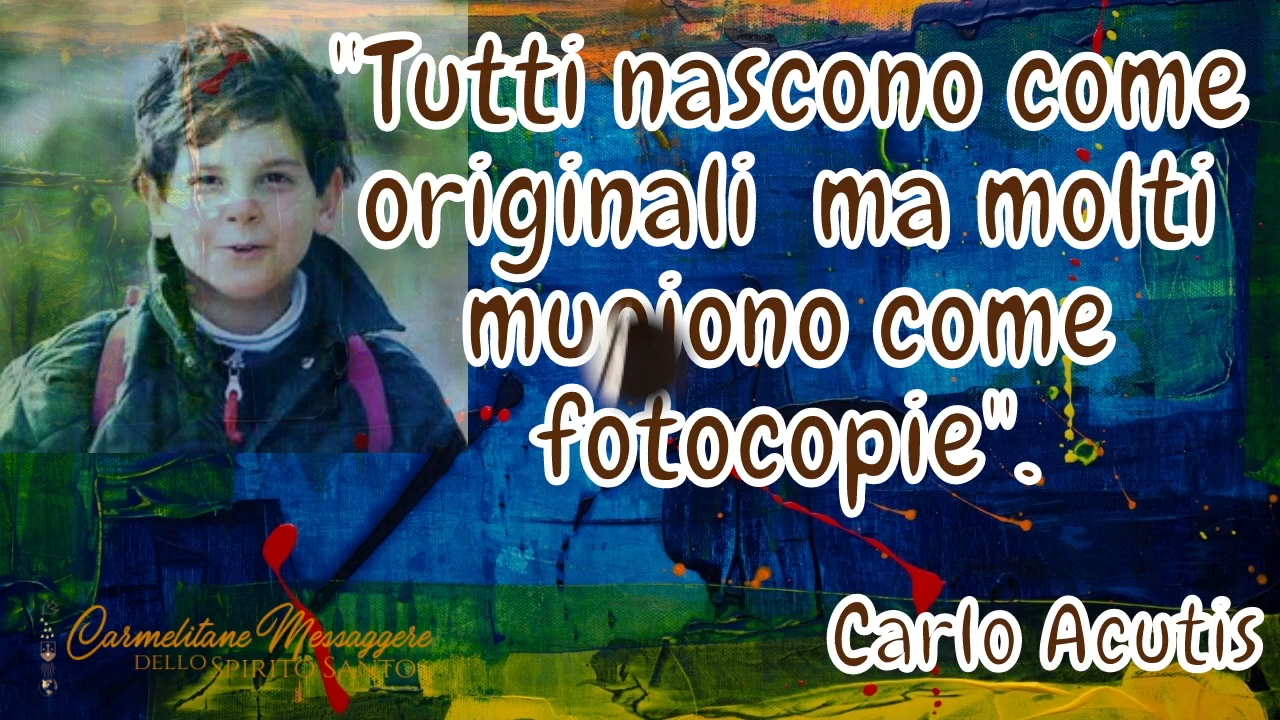 "Tutti nascono come
originali ma molti
come
fotocopie".
Carlo Acutis
Carmelitane Messaggere
DELLO SPIRITO SANTO